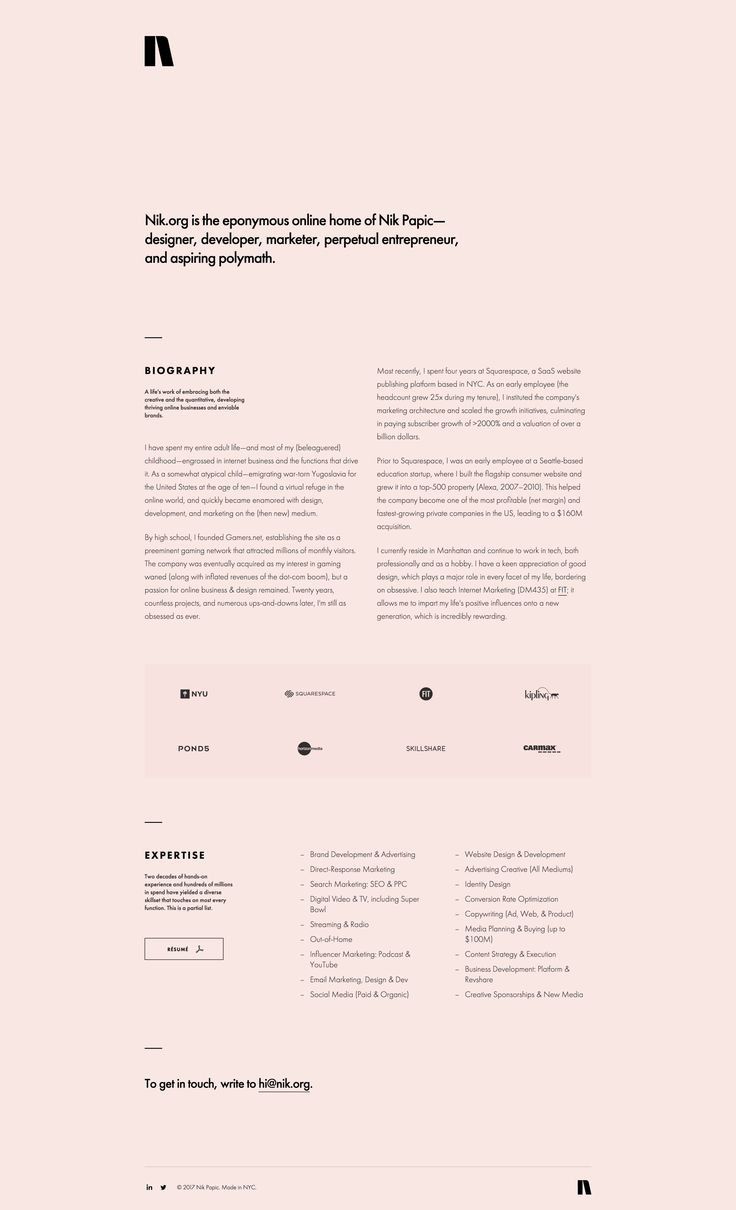 Nik.org is the eponymous online home of Nik Papic—
designer, developer, marketer, perpetual entrepreneur,
and aspiring polymath.
BIOGRAPHY
A life's work of embracing both the
creative and the quantitative, developing
thriving online businesses and enviable
brands.
I have spent my entire adult life—and most of my (beleaguered)
childhood—engrossed in internet business and the functions that drive
it. As a somewhat atypical child—emigrating war-torn Yugoslavia for
the United States at the age of ten—I found a virtual refuge in the
online world, and quickly became enamored with design,
development, and marketing on the (then new) medium.
By high school, I founded Gamers.net, establishing the site as a
preeminent gaming network that attracted millions of monthly visitors.
The company was eventually acquired as my interest in gaming
waned (along with inflated revenues of the dot-com boom), but a
passion for online business & design remained. Twenty years,
countless projects, and numerous ups-and-downs later, I'm still as
obsessed as ever.
Most recently, I spent four years at Squarespace, a SaaS website
publishing platform based in NYC. As an early employee (the
headcount grew 25x during my tenure), I instituted the company's
marketing architecture and scaled the growth initiatives, culminating
in paying subscriber growth of >2000% and a valuation of over a
billion dollars.
Prior to Squarespace, I was an early employee at a Seattle-based
education startup, where I built the flagship consumer website and
grew it into a top-500 property (Alexa, 2007–2010). This helped
the company become one of the most profitable (net margin) and
fastest-growing private companies in the US, leading to a $160M
acquisition.
I currently reside in Manhattan and continue to work in tech, both
professionally and as a hobby. I have a keen appreciation of good
design, which plays a major role in every facet of my life, bordering
on obsessive. I also teach Internet Marketing (DM435) at FIT; it
allows me to impart my life's positive influences onto a new
generation, which is incredibly rewarding.
NYU
SQUARESPACE
FIT
kipling
POND5
horizon media
SKILLSHARE
CARMAX
EXPERTISE
Two decades of hands-on
experience and hundreds of millions
in spend have yielded a diverse
skillset that touches on most every
function. This is a partial list.
RÉSUMÉ
– Brand Development & Advertising
– Direct-Response Marketing
– Search Marketing: SEO & PPC
– Digital Video & TV, including Super
Bowl
– Streaming & Radio
– Out-of-Home
– Influencer Marketing: Podcast &
YouTube
– Email Marketing, Design & Dev
– Social Media (Paid & Organic)
– Website Design & Development
– Advertising Creative (All Mediums)
– Identity Design
– Conversion Rate Optimization
– Copywriting (Ad, Web, & Product)
– Media Planning & Buying (up to
$100M)
– Content Strategy & Execution
– Business Development: Platform &
Revshare
– Creative Sponsorships & New Media
To get in touch, write to hi@nik.org.
in
© 2017 Nik Papic. Made in NYC.